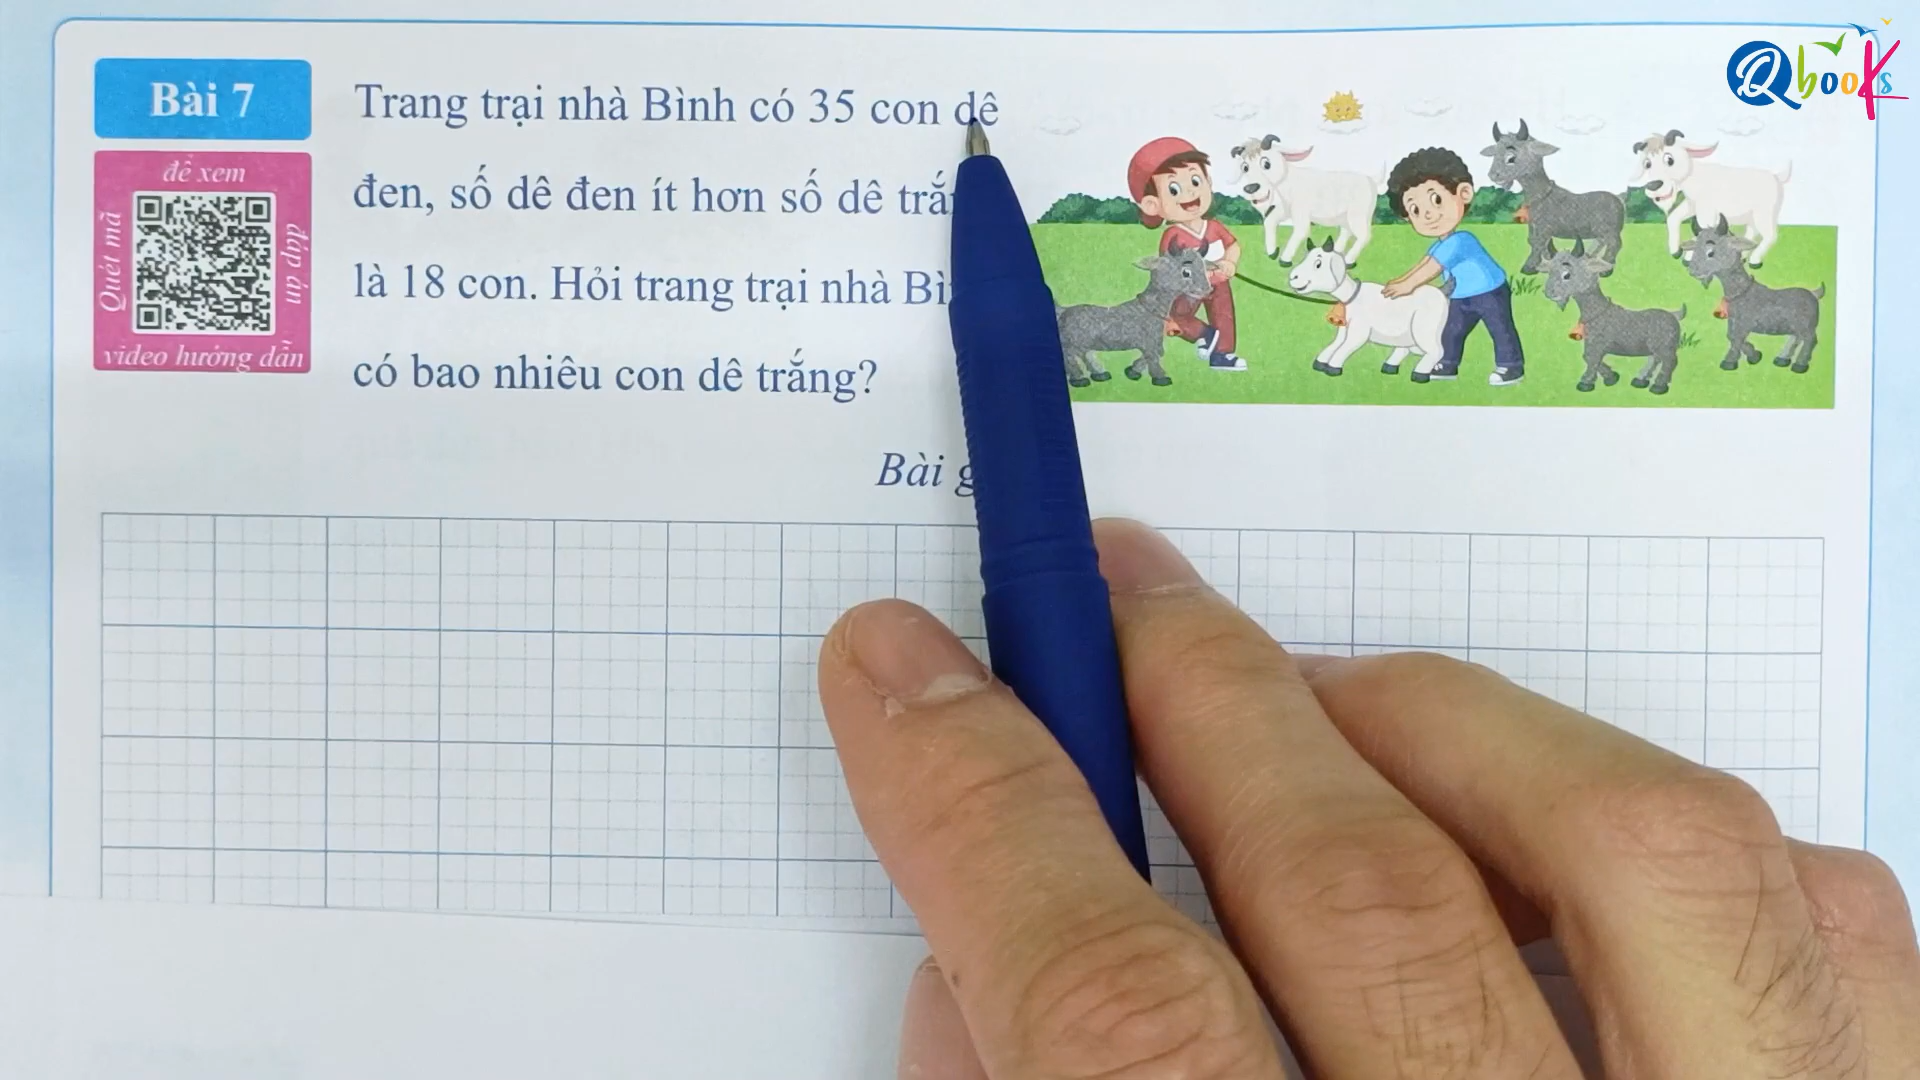 Qbooks
Bài 7
Trang trại nhà Bình có 35 con dê
đen, số dê đen ít hơn số dê
là 18 con. Hỏi trang trại nhà
có bao nhiêu con dê trắng?
để xem
Quét mã
đáp án
video hướng dẫn
Bài